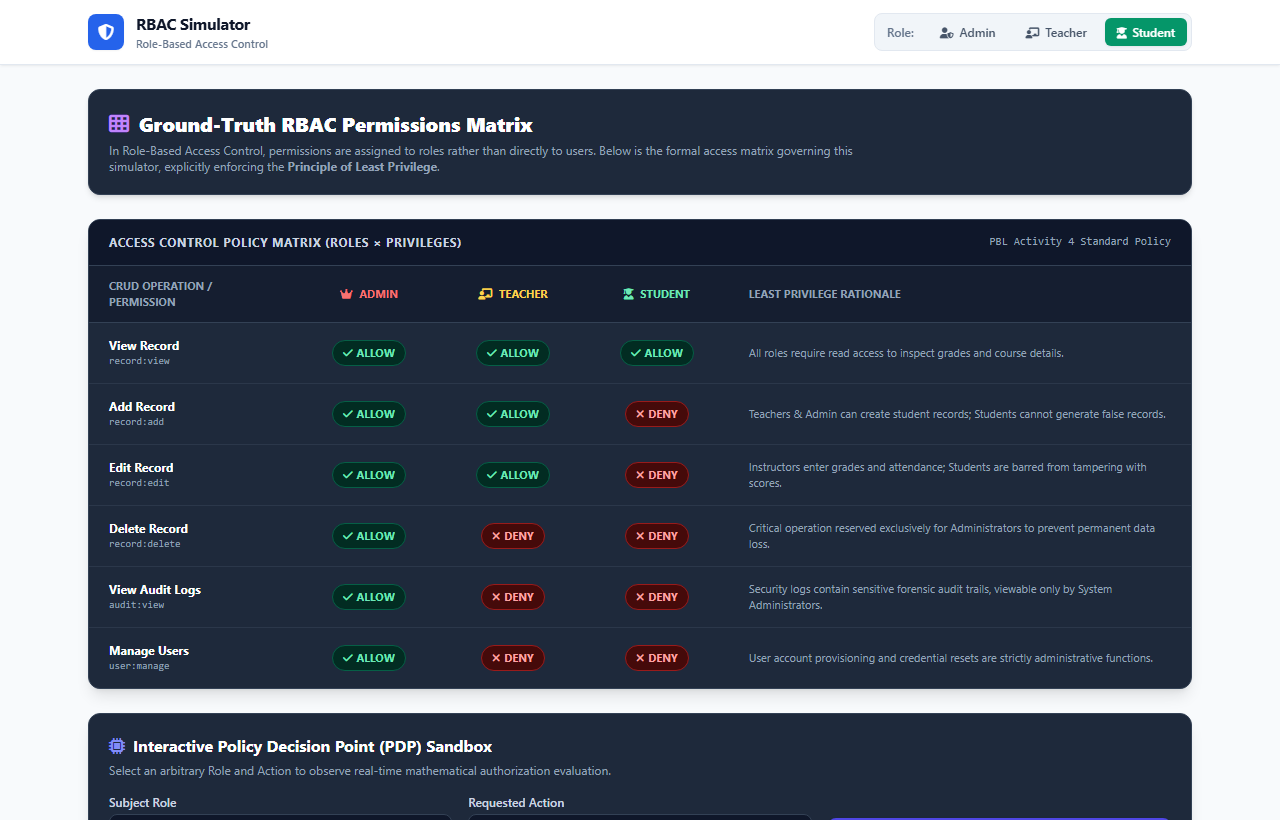 RBAC Simulator
Role-Based Access Control
Role: Admin Teacher Student
Ground-Truth RBAC Permissions Matrix
In Role-Based Access Control, permissions are assigned to roles rather than directly to users. Below is the formal access matrix governing this
simulator, explicitly enforcing the Principle of Least Privilege.
ACCESS CONTROL POLICY MATRIX (ROLES × PRIVILEGES)
PBL Activity 4 Standard Policy
CRUD OPERATION /
PERMISSION
ADMIN
TEACHER
STUDENT
LEAST PRIVILEGE RATIONALE
View Record
record:view
ALLOW
ALLOW
ALLOW
All roles require read access to inspect grades and course details.
Add Record
record:add
ALLOW
ALLOW
DENY
Teachers & Admin can create student records; Students cannot generate false records.
Edit Record
record:edit
ALLOW
ALLOW
DENY
Instructors enter grades and attendance; Students are barred from tampering with
scores.
Delete Record
record:delete
ALLOW
DENY
DENY
Critical operation reserved exclusively for Administrators to prevent permanent data
loss.
View Audit Logs
audit:view
ALLOW
DENY
DENY
Security logs contain sensitive forensic audit trails, viewable only by System
Administrators.
Manage Users
user:manage
ALLOW
DENY
DENY
User account provisioning and credential resets are strictly administrative functions.
Interactive Policy Decision Point (PDP) Sandbox
Select an arbitrary Role and Action to observe real-time mathematical authorization evaluation.
Subject Role
Requested Action